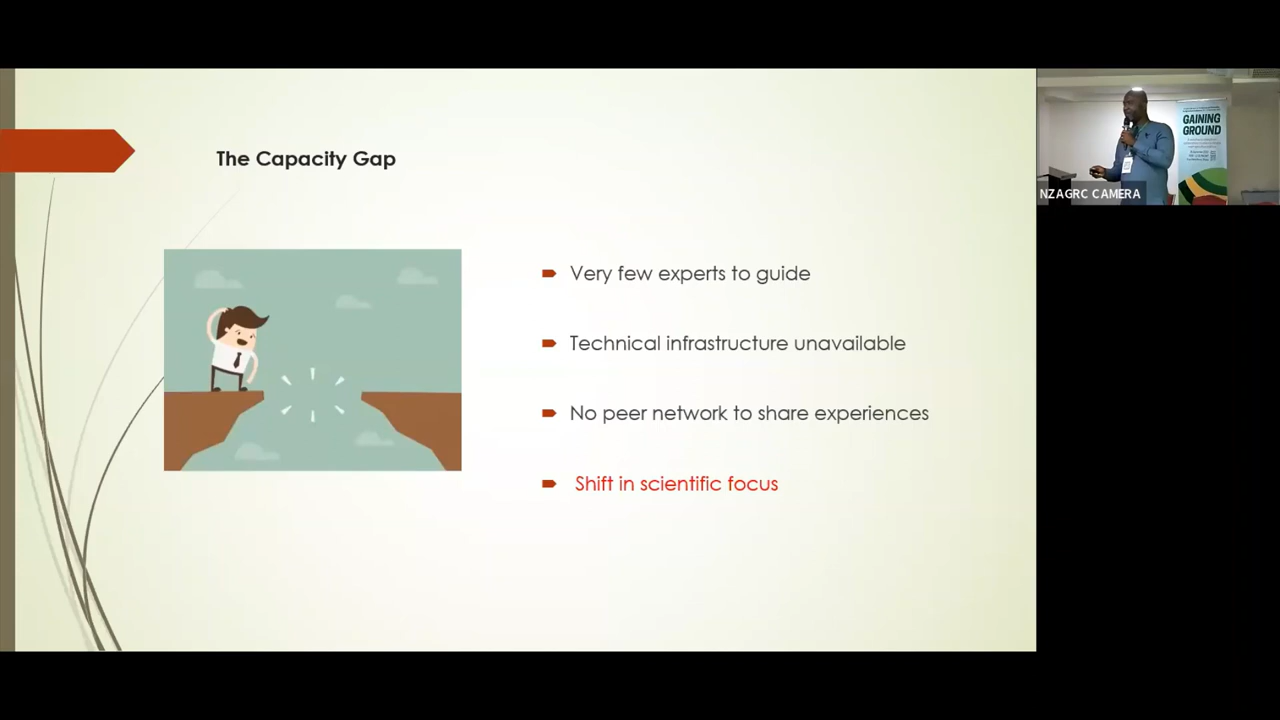 The Capacity Gap
Very few experts to guide
Technical infrastructure unavailable
No peer network to share experiences
Shift in scientific focus
GAINING
GROUND
NZAGRC CAMERA